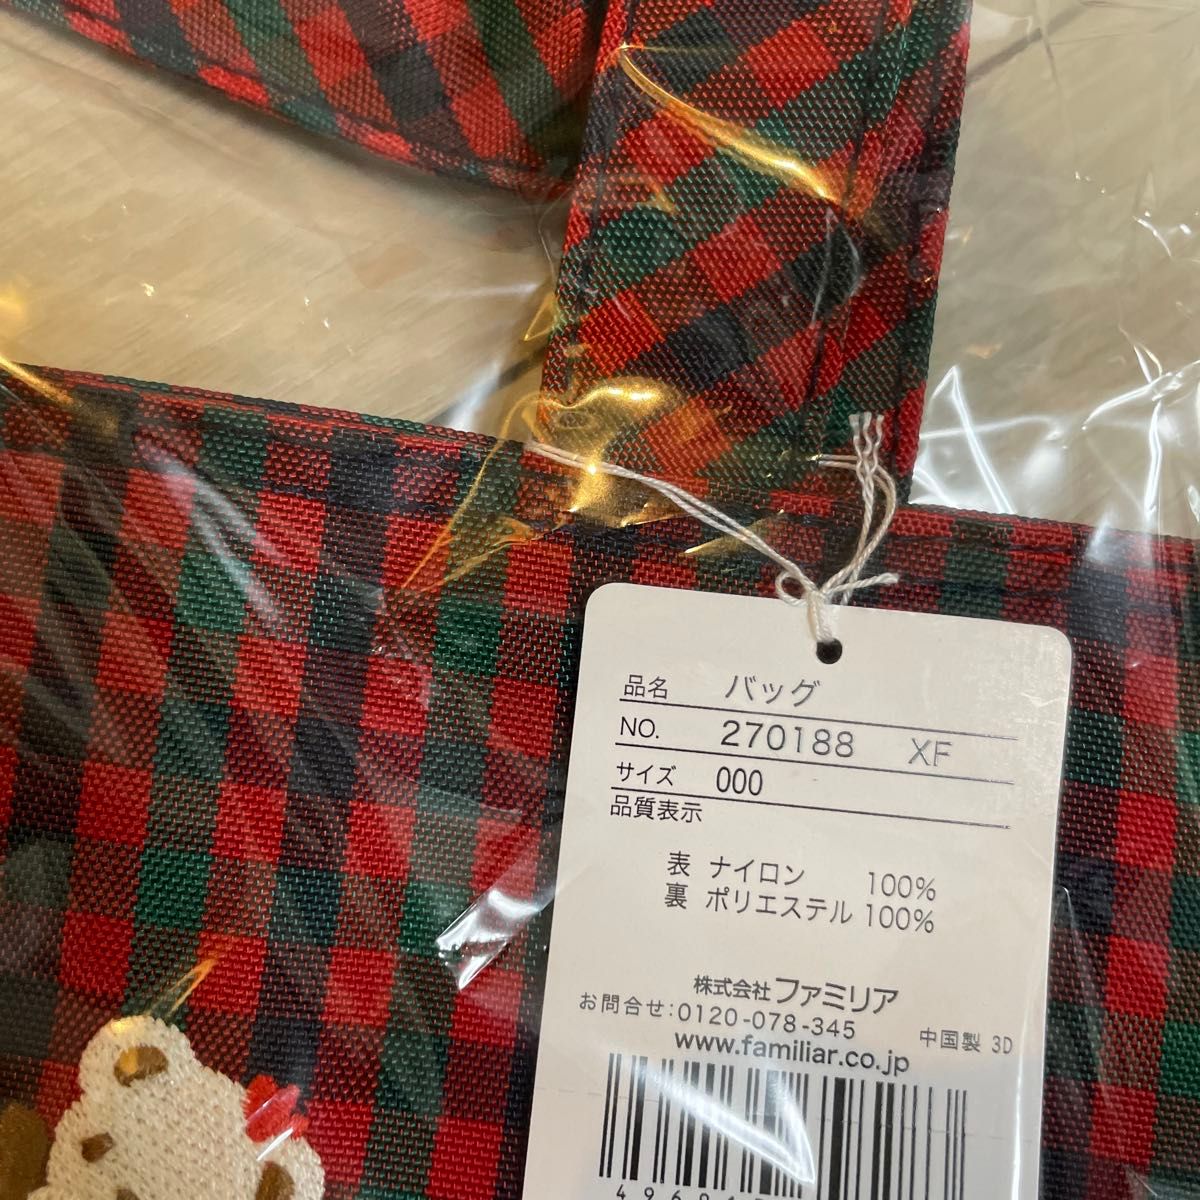 品名 バッグ
NO. 270188 XF
サイズ 000
品質表示
表 ナイロン 100%
裏 ポリエステル 100%
株式会社ファミリア
お問合せ:0120-078-345
中国製 3D
www.familiar.co.jp